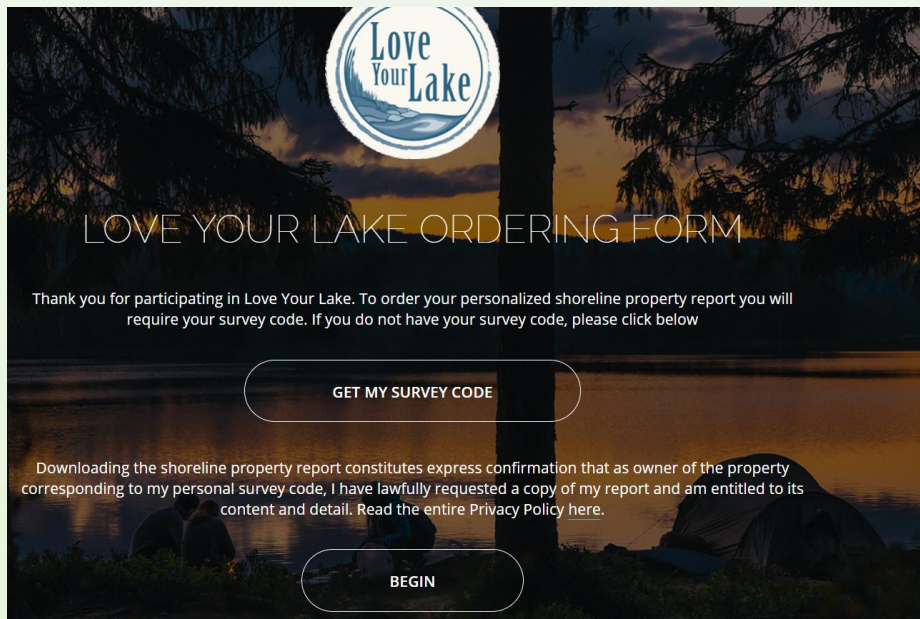 Love
Your Lake
LOVE YOUR LAKE ORDERING FORM
Thank you for participating in Love Your Lake. To order your personalized shoreline property report you will
require your survey code. If you do not have your survey code, please click below
GET MY SURVEY CODE
Downloading the shoreline property report constitutes express confirmation that as owner of the property
corresponding to my personal survey code, I have lawfully requested a copy of my report and am entitled to its
content and detail. Read the entire Privacy Policy here.
BEGIN